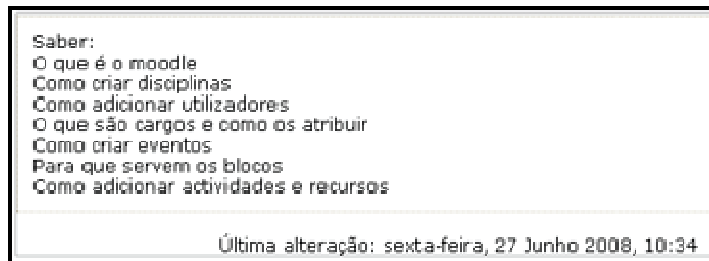 Saber:
O que é o moodle
Como criar disciplinas
Como adicionar utilizadores
O que são cargos e como os atribuir
Como criar eventos
Para que servem os blocos
Como adicionar actividades e recursos
Última alteração: sexta-feira, 27 Junho 2008, 10:34